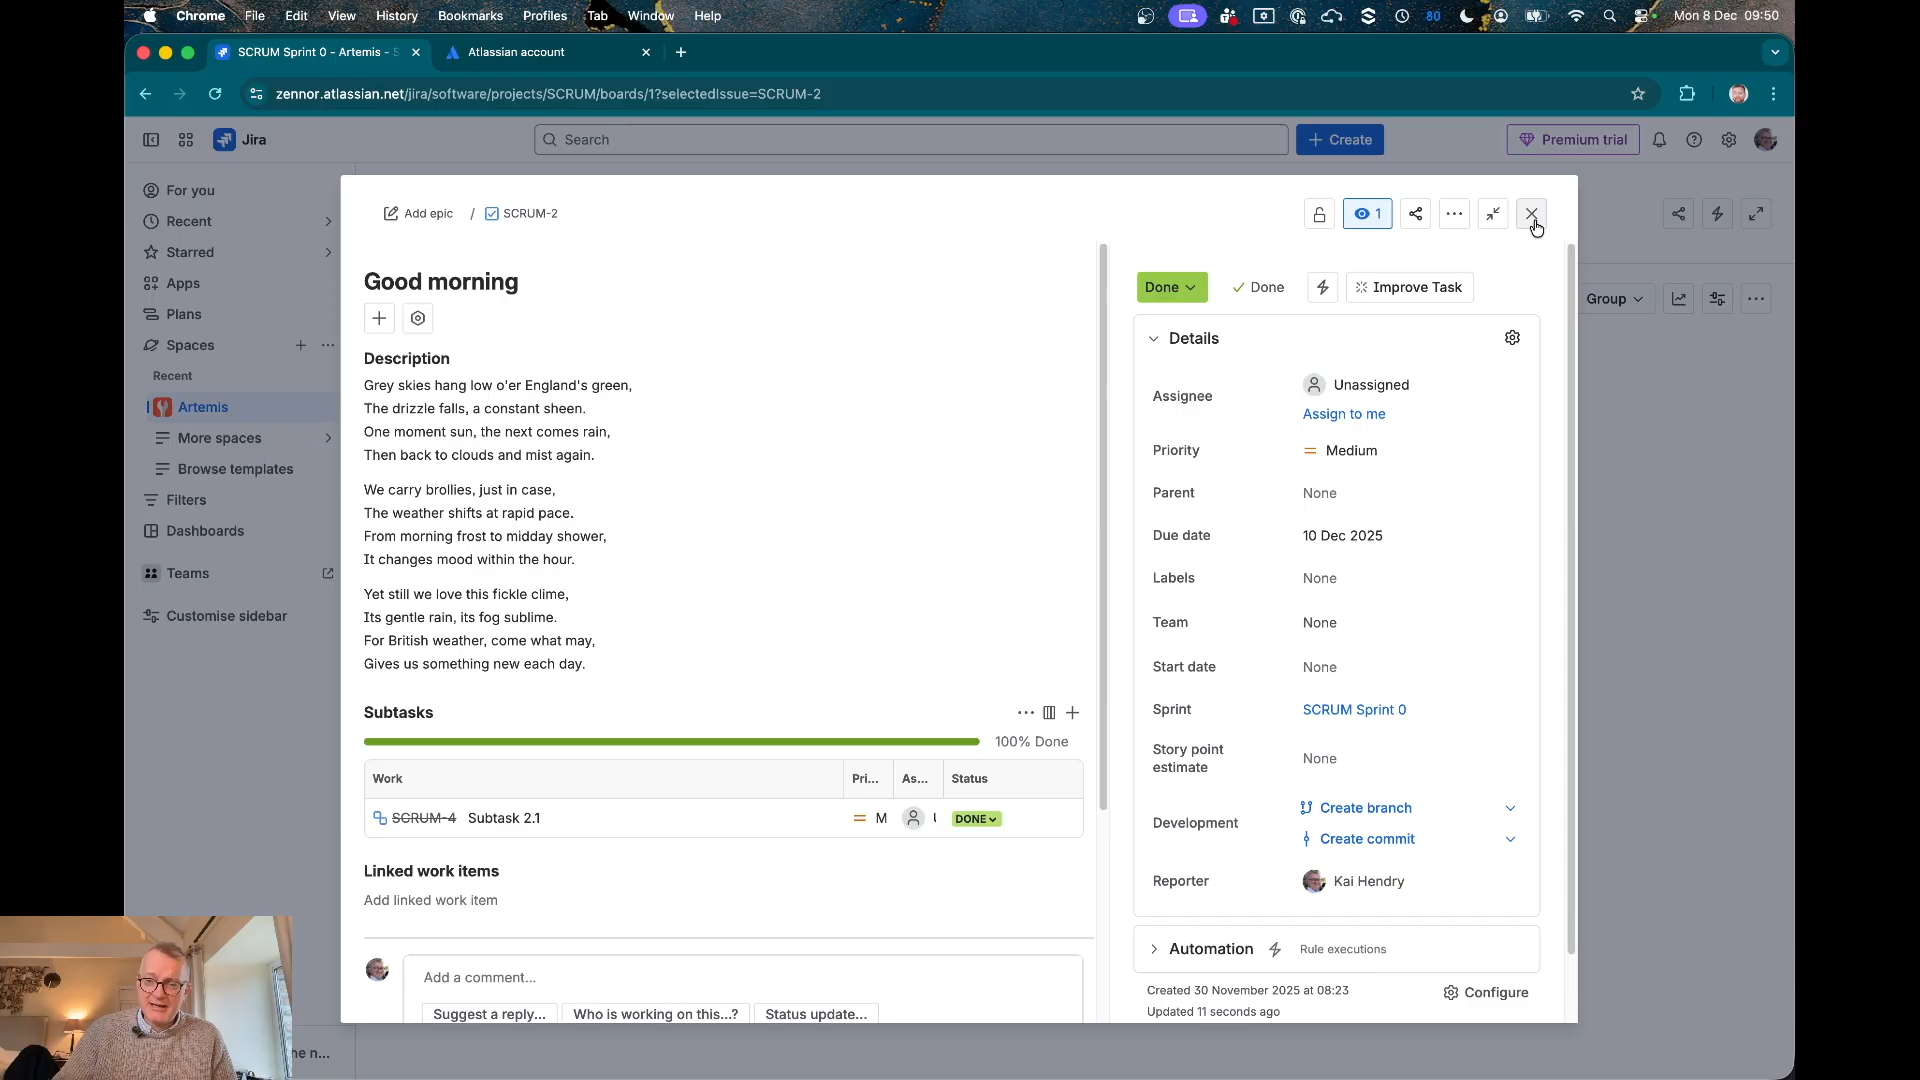 Chrome File Edit View History Bookmarks Profiles Tab Window Help 80 Mon 8 Dec 09:50
SCRUM Sprint 0 - Artemis - S
Atlassian account
zennor.atlassian.net/jira/software/projects/SCRUM/boards/1?selectedIssue=SCRUM-2
Jira
Search
Create
Premium trial
For you
Recent
Starred
Apps
Plans
Spaces
Recent
Artemis
More spaces
Browse templates
Filters
Dashboards
Teams
Customise sidebar
he n...
Group
Add epic / SCRUM-2
1
Good morning
Description
Grey skies hang low o'er England's green,
The drizzle falls, a constant sheen.
One moment sun, the next comes rain,
Then back to clouds and mist again.
We carry brollies, just in case,
The weather shifts at rapid pace.
From morning frost to midday shower,
It changes mood within the hour.
Yet still we love this fickle clime,
Its gentle rain, its fog sublime.
For British weather, come what may,
Gives us something new each day.
Subtasks
100% Done
Work Pri... As... Status
SCRUM-4 Subtask 2.1 M DONE
Linked work items
Add linked work item
Add a comment...
Suggest a reply... Who is working on this...? Status update...
Done Done Improve Task
Details
Assignee Unassigned
Assign to me
Priority Medium
Parent None
Due date 10 Dec 2025
Labels None
Team None
Start date None
Sprint SCRUM Sprint 0
Story point
estimate None
Development Create branch
Create commit
Reporter Kai Hendry
Automation Rule executions
Created 30 November 2025 at 08:23
Updated 11 seconds ago
Configure